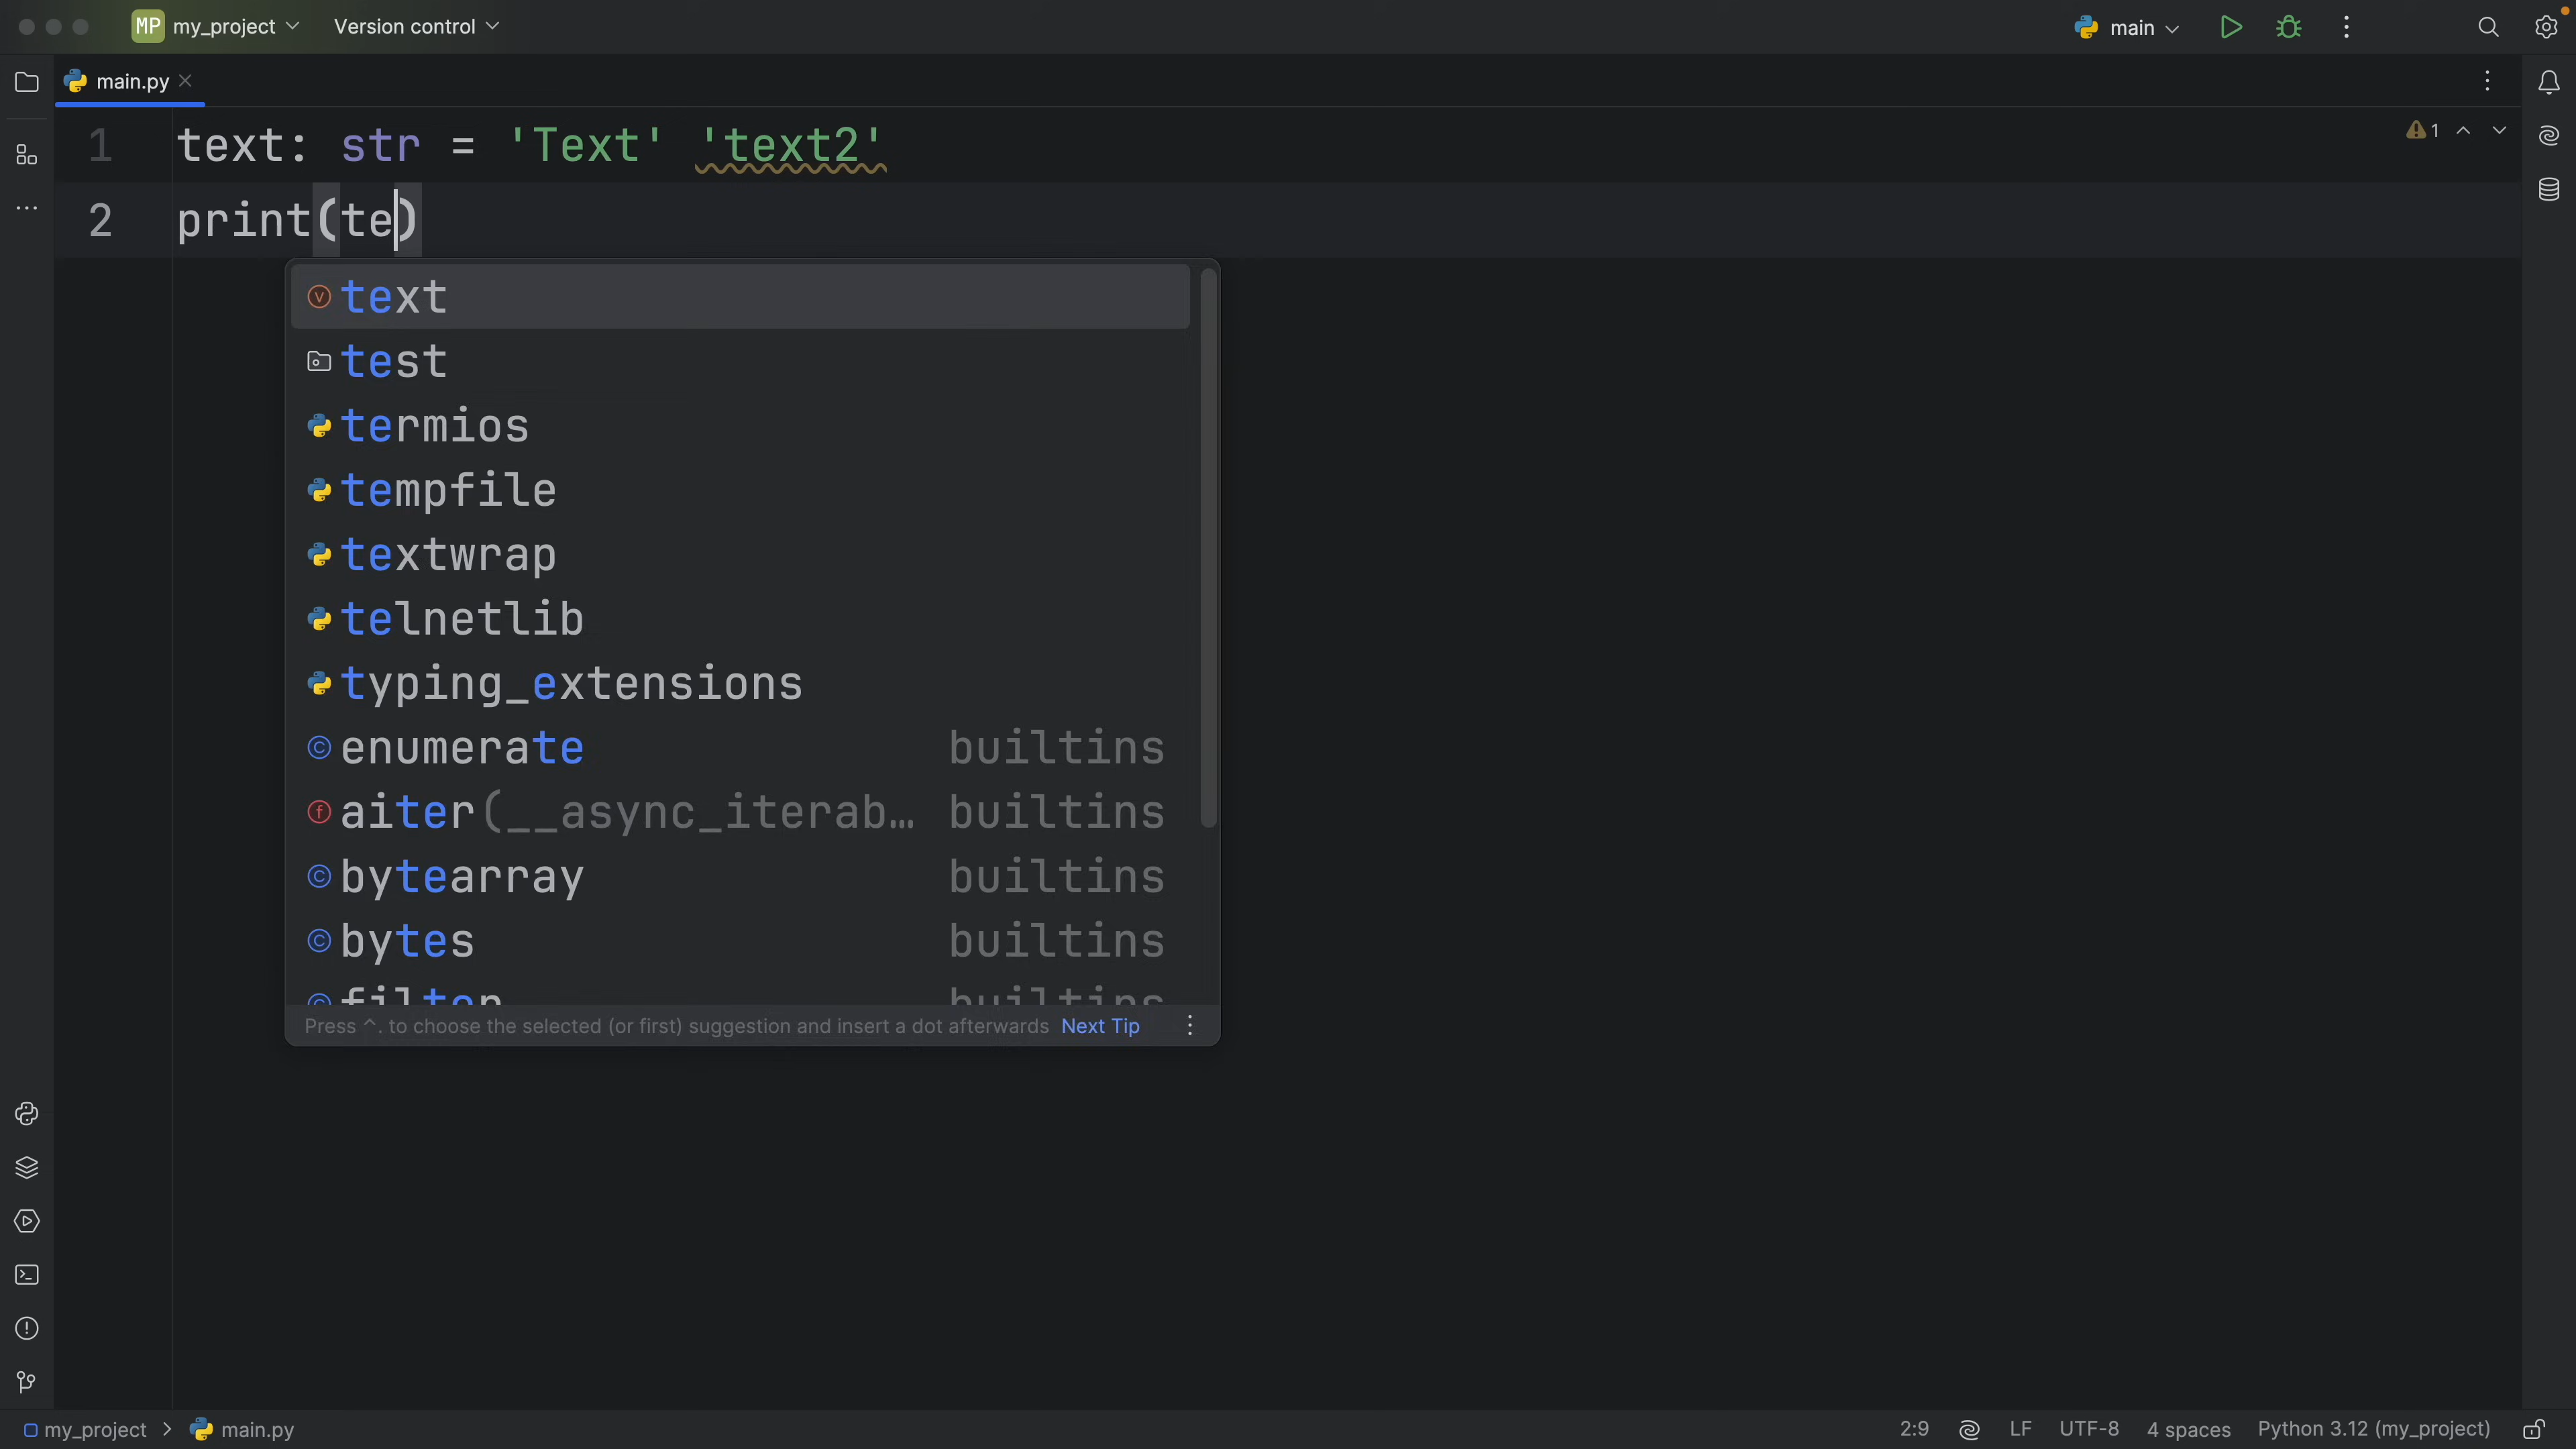 MP my_project Version control main
main.py
1 text: str = 'Text' 'text2'
1
2 print(te)
text
test
termios
tempfile
textwrap
telnetlib
typing_extensions
enumerate builtins
aiter(__async_iterab… builtins
bytearray builtins
bytes builtins
filter builtins
Press ^. to choose the selected (or first) suggestion and insert a dot afterwards Next Tip
my_project > main.py 2:9 LF UTF-8 4 spaces Python 3.12 (my_project)